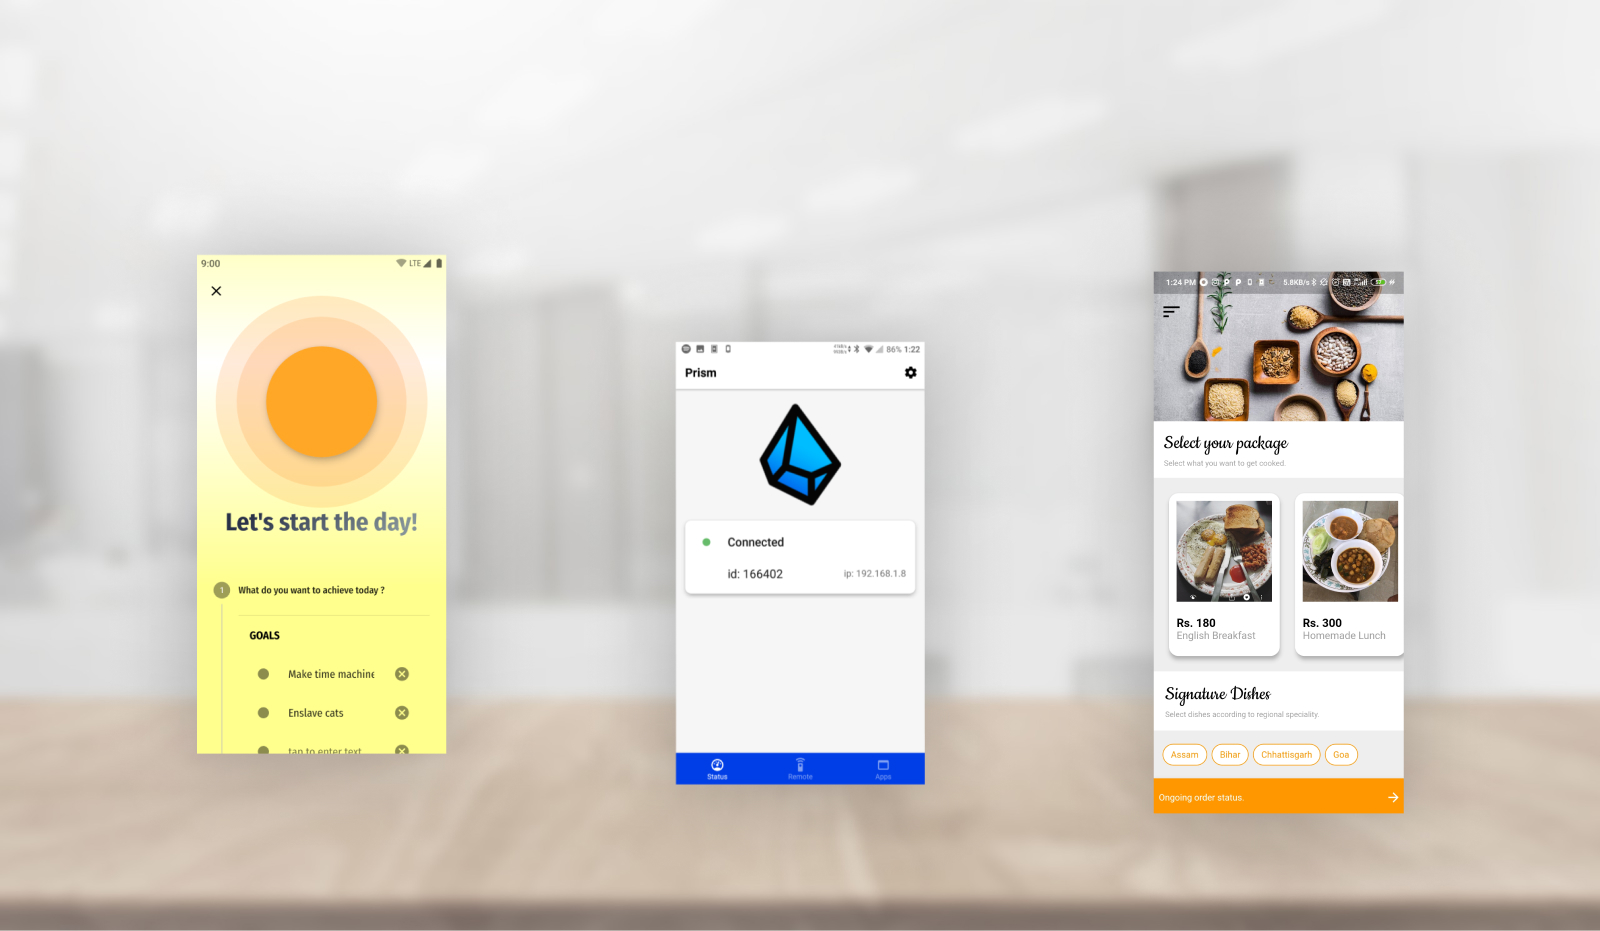 9:00
LTE
Let's start the day!
1 What do you want to achieve today ?
GOALS
Make time machine
Enslave cats
tap to enter text
86% 1:22
Prism
Connected
id: 166402
ip: 192.168.1.8
Status
Remote
Apps
1:24 PM
5.8KB/s
Select your package
Select what you want to get cooked.
Rs. 180
English Breakfast
Rs. 300
Homemade Lunch
Signature Dishes
Select dishes according to regional speciality.
Assam
Bihar
Chhattisgarh
Goa
Ongoing order status.